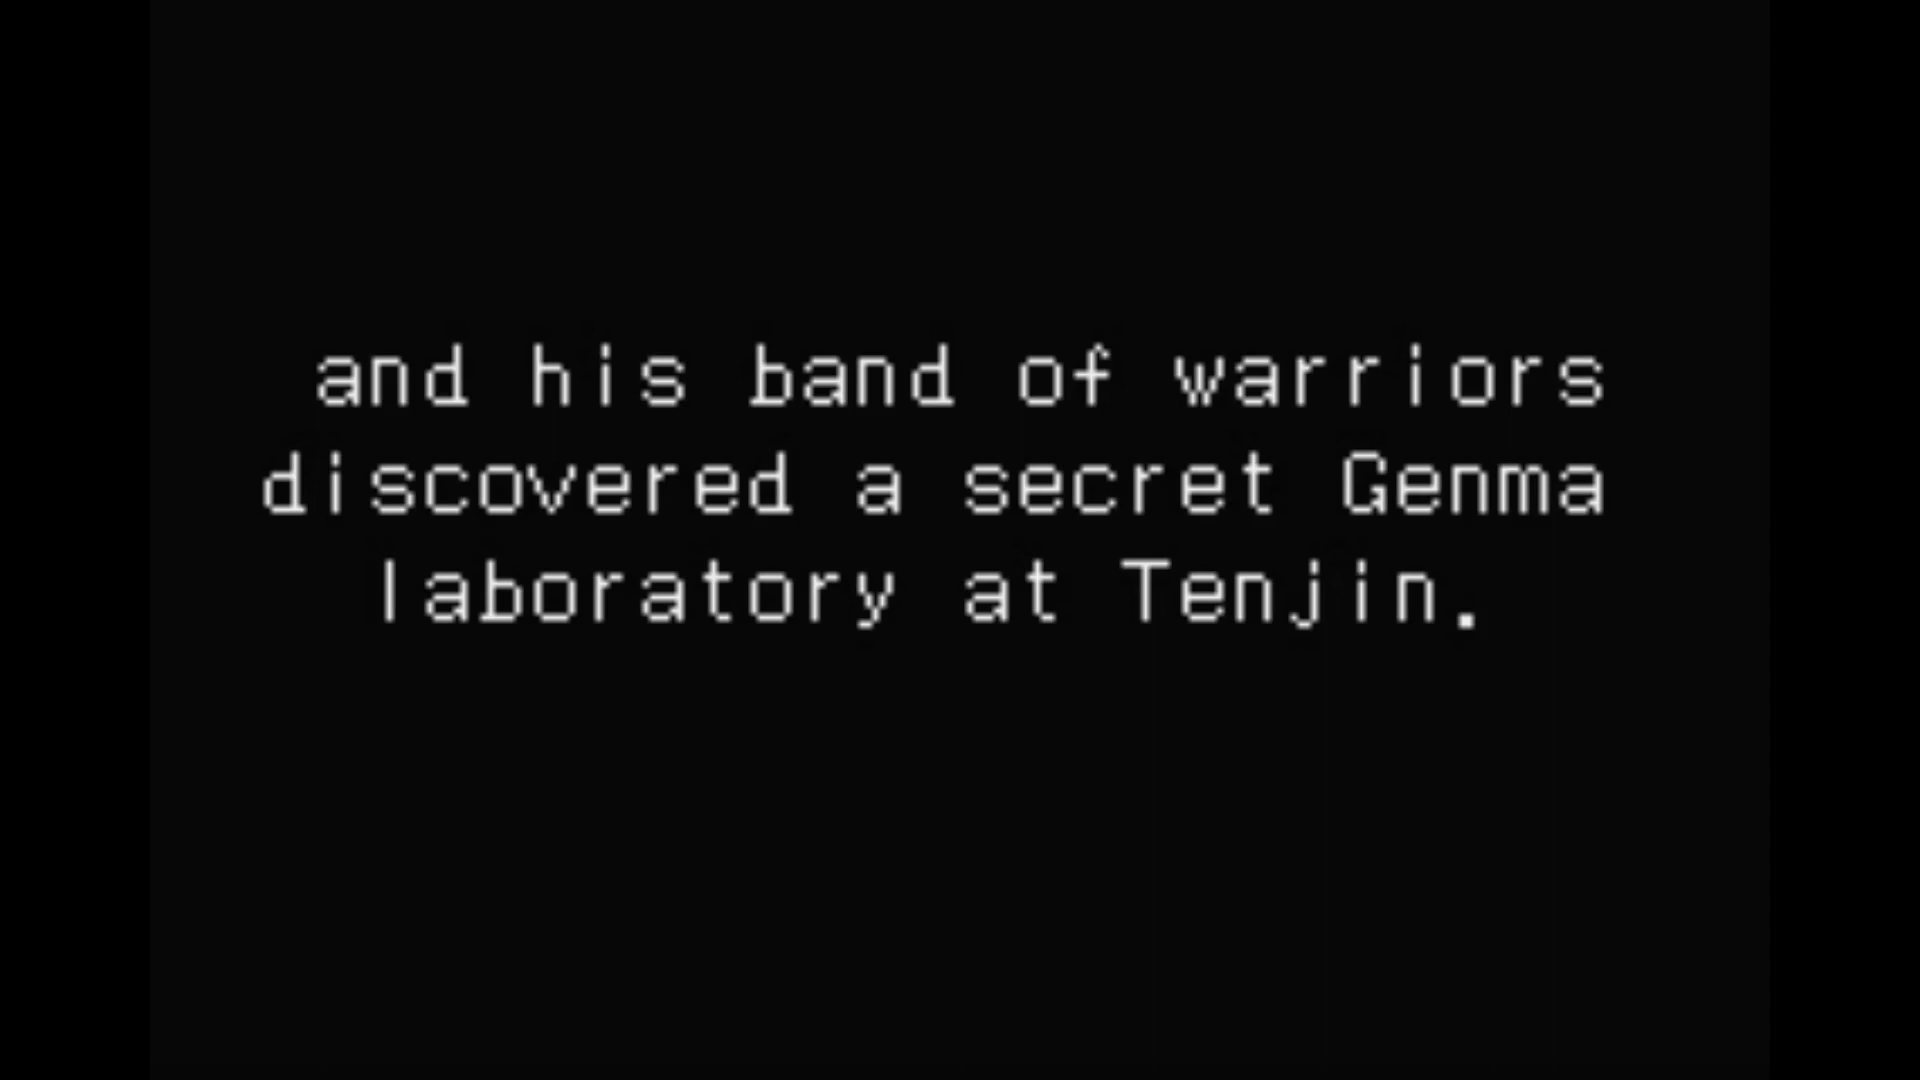 and his band of warriors
discovered a secret Genma
laboratory at Tenjin.